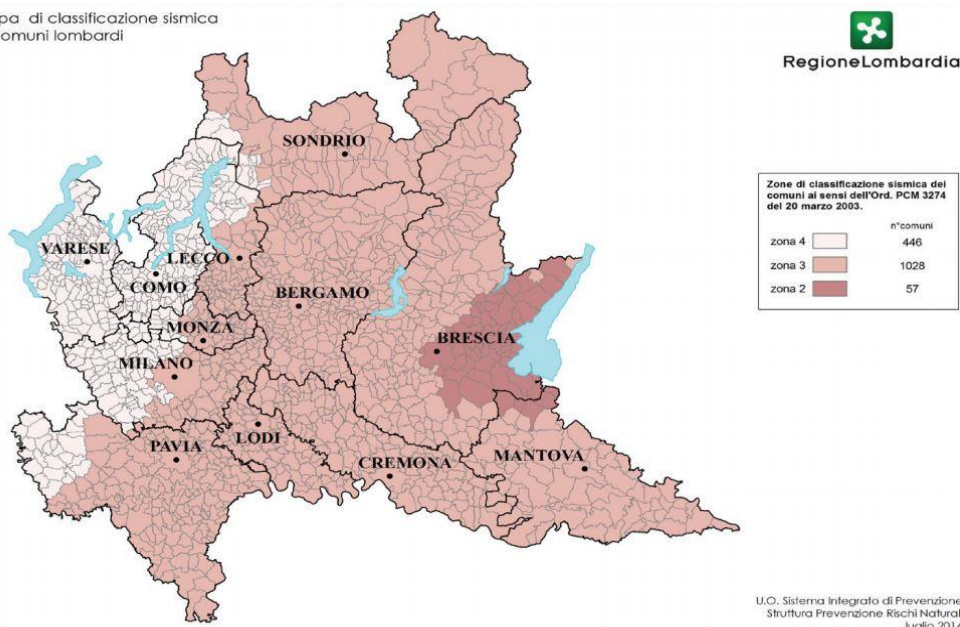 pa di classificazione sismica
omuni lombardi
RegioneLombardia
SONDRIO
VARESE
LECCO
COMO
BERGAMO
MONZA
BRESCIA
MILANO
PAVIA
LODI
CREMONA
MANTOVA
Zone di classificazione sismica dei
comuni ai sensi dell'Ord. PCM 3274
del 20 marzo 2003.
n°comuni
zona 4 446
zona 3 1028
zona 2 57
U.O. Sistema Integrato di Prevenzione
Struttura Prevenzione Rischi Natural
luglio 2014